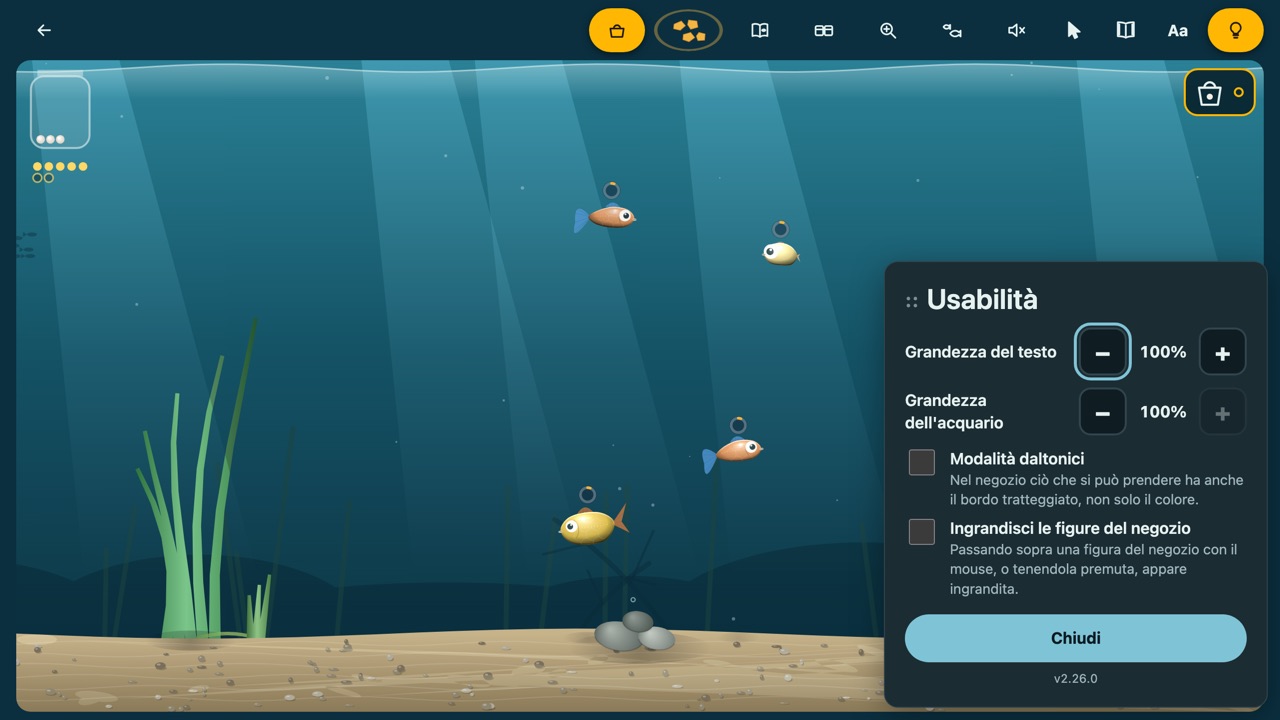 Aa
Usabilità
Grandezza del testo
− 100% +
Grandezza
dell'acquario
− 100% +
Modalità daltonici
Nel negozio ciò che si può prendere ha anche
il bordo tratteggiato, non solo il colore.
Ingrandisci le figure del negozio
Passando sopra una figura del negozio con il
mouse, o tenendola premuta, appare
ingrandita.
Chiudi
v2.26.0